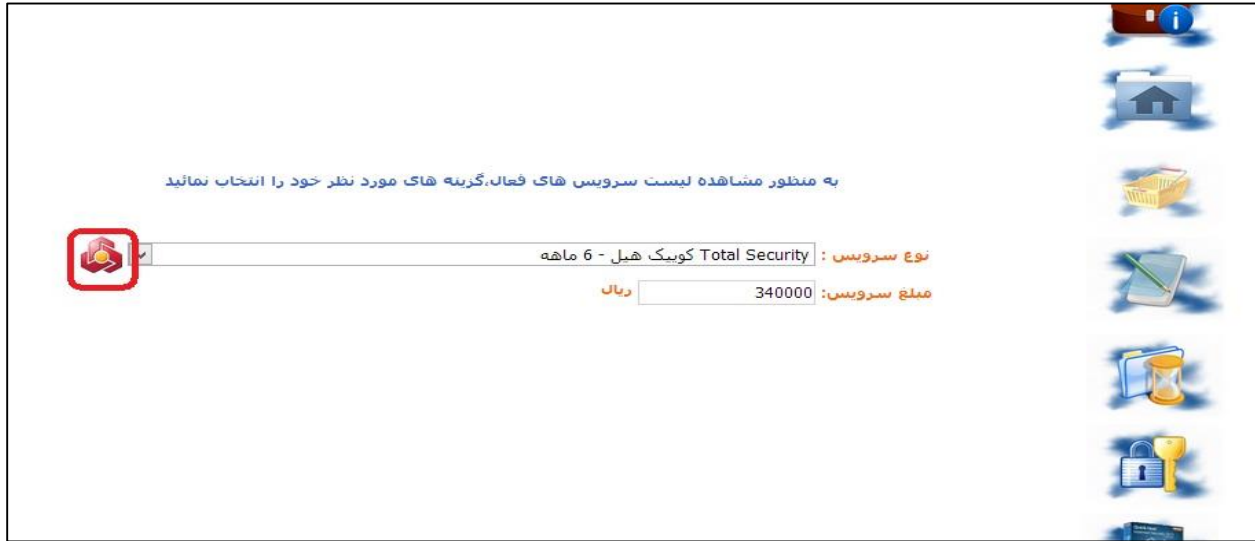 به منظور مشاهده لیست سرویس های فعال،گزینه های مورد نظر خود را انتخاب نمائید
نوع سرویس : Total Security کوییک هیل - 6 ماهه
مبلغ سرویس: 340000 ریال